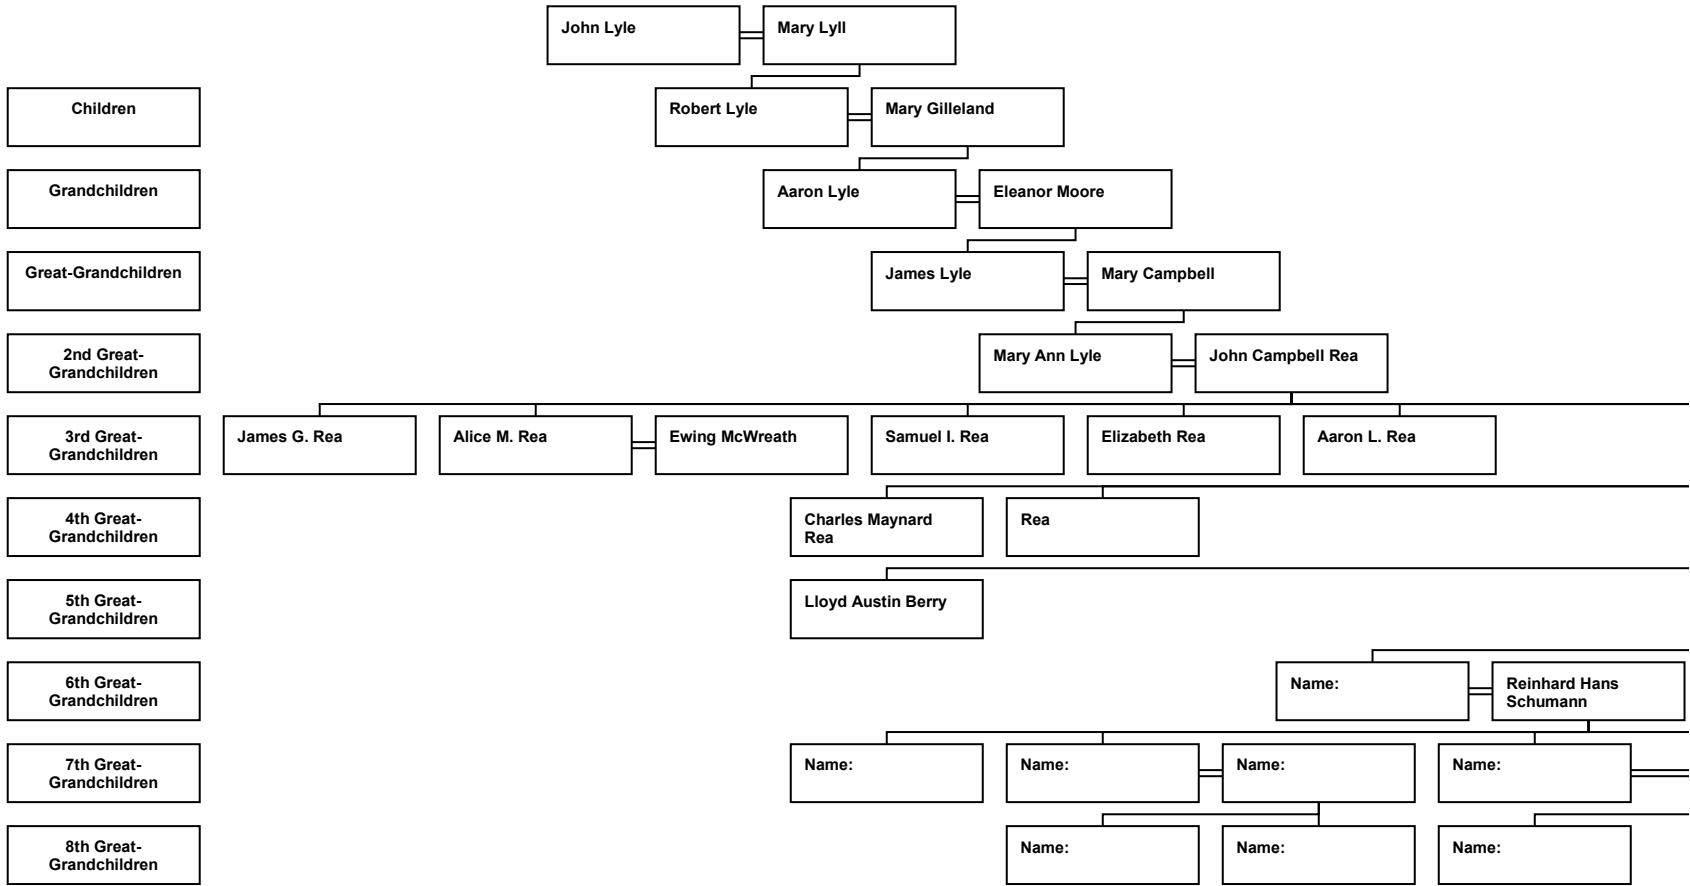 John Lyle
Mary Lyll
Children
Robert Lyle
Mary Gilleland
Grandchildren
Aaron Lyle
Eleanor Moore
Great-Grandchildren
James Lyle
Mary Campbell
2nd Great-
Grandchildren
Mary Ann Lyle
John Campbell Rea
3rd Great-
Grandchildren
James G. Rea
Alice M. Rea
Ewing McWreath
Samuel I. Rea
Elizabeth Rea
Aaron L. Rea
4th Great-
Grandchildren
Charles Maynard
Rea
Rea
5th Great-
Grandchildren
Lloyd Austin Berry
6th Great-
Grandchildren
Name:
Reinhard Hans
Schumann
7th Great-
Grandchildren
Name:
Name:
Name:
Name:
8th Great-
Grandchildren
Name:
Name:
Name: